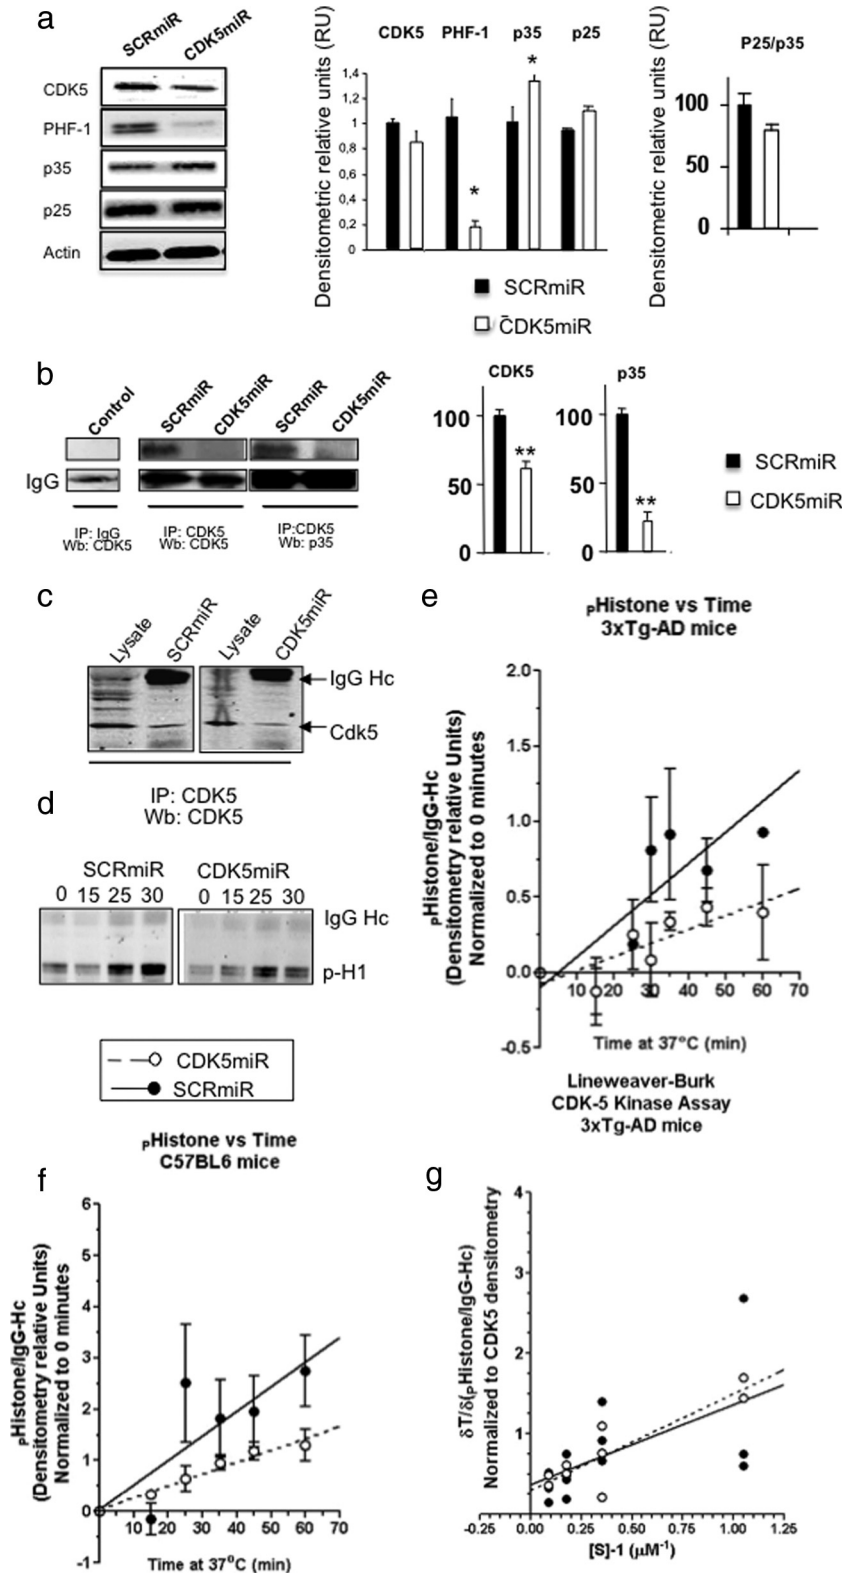 a
SCRmiR CDK5miR
CDK5
PHF-1
p35
p25
Actin
Densitometric relative units (RU)
CDK5 PHF-1 p35 p25
1,4
1,2
1
0,8
0,6
0,4
0,2
0
*
*
SCRmiR
CDK5miR
Densitometric relative units (RU)
P25/p35
100
50
0
b
Control SCRmiR CDK5miR SCRmiR CDK5miR
IgG
IP: IgG
Wb: CDK5
IP: CDK5
Wb: CDK5
IP:CDK5
Wb: p35
CDK5
100
50
0
**
p35
100
50
0
**
SCRmiR
CDK5miR
c
Lysate SCRmiR Lysate CDK5miR
IgG Hc
Cdk5
IP: CDK5
Wb: CDK5
d
SCRmiR CDK5miR
0 15 25 30 0 15 25 30
IgG Hc
p-H1
CDK5miR
SCRmiR
e
PHistone vs Time
3xTg-AD mice
PHistone/IgG-Hc
(Densitometry relative Units)
Normalized to 0 minutes
2.0
1.5
1.0
0.5
0.0
-0.5
10 20 30 40 50 60 70
Time at 37°C (min)
f
PHistone vs Time
C57BL6 mice
PHistone/IgG-Hc
(Densitometry relative Units)
Normalized to 0 minutes
6
5
4
3
2
1
0
-1
10 20 30 40 50 60 70
Time at 37°C (min)
g
Lineweaver-Burk
CDK-5 Kinase Assay
3xTg-AD mice
δT/δ(PHistone/IgG-Hc)
Normalized to CDK5 densitometry
4
3
2
1
-0.25 0.00 0.25 0.50 0.75 1.00 1.25
[S]-1 (µM-1)